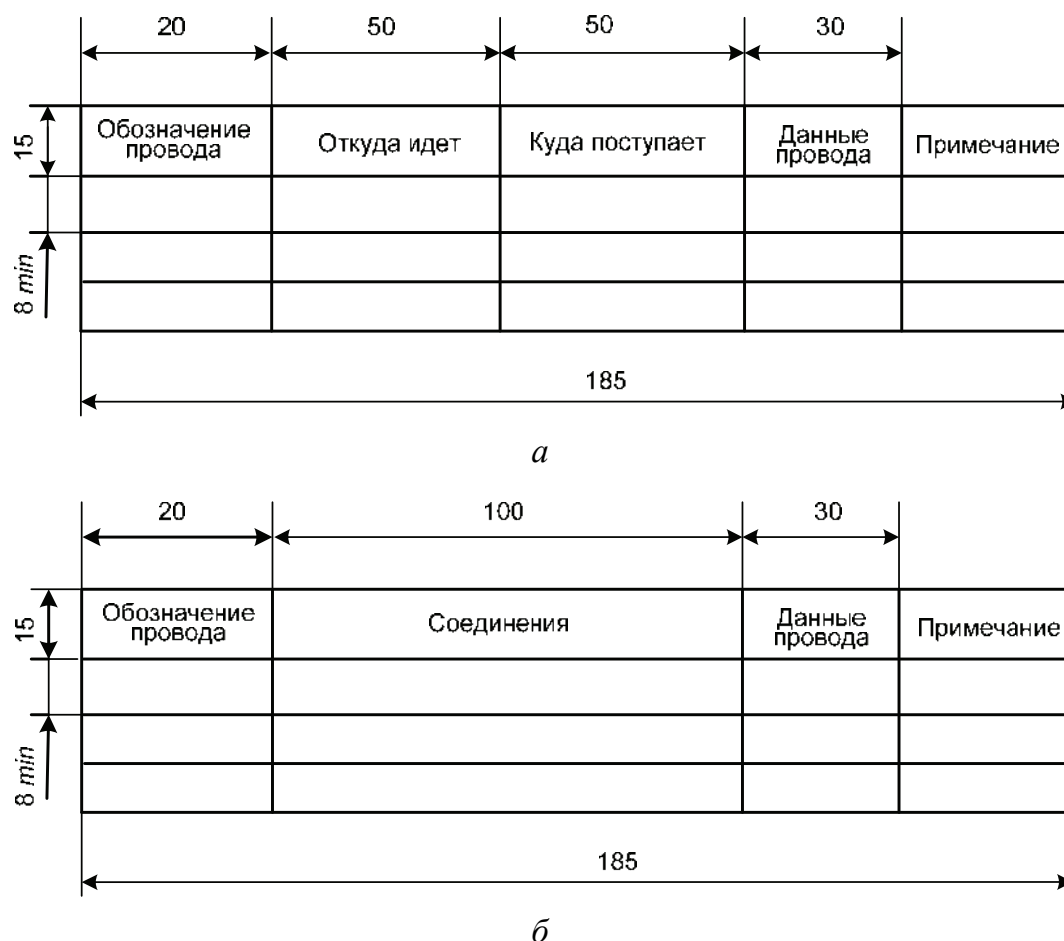 20 50 50 30
15
Обозначение провода Откуда идет Куда поступает Данные провода Примечание
8 min
185
а
20 100 30
15
Обозначение провода Соединения Данные провода Примечание
8 min
185
б